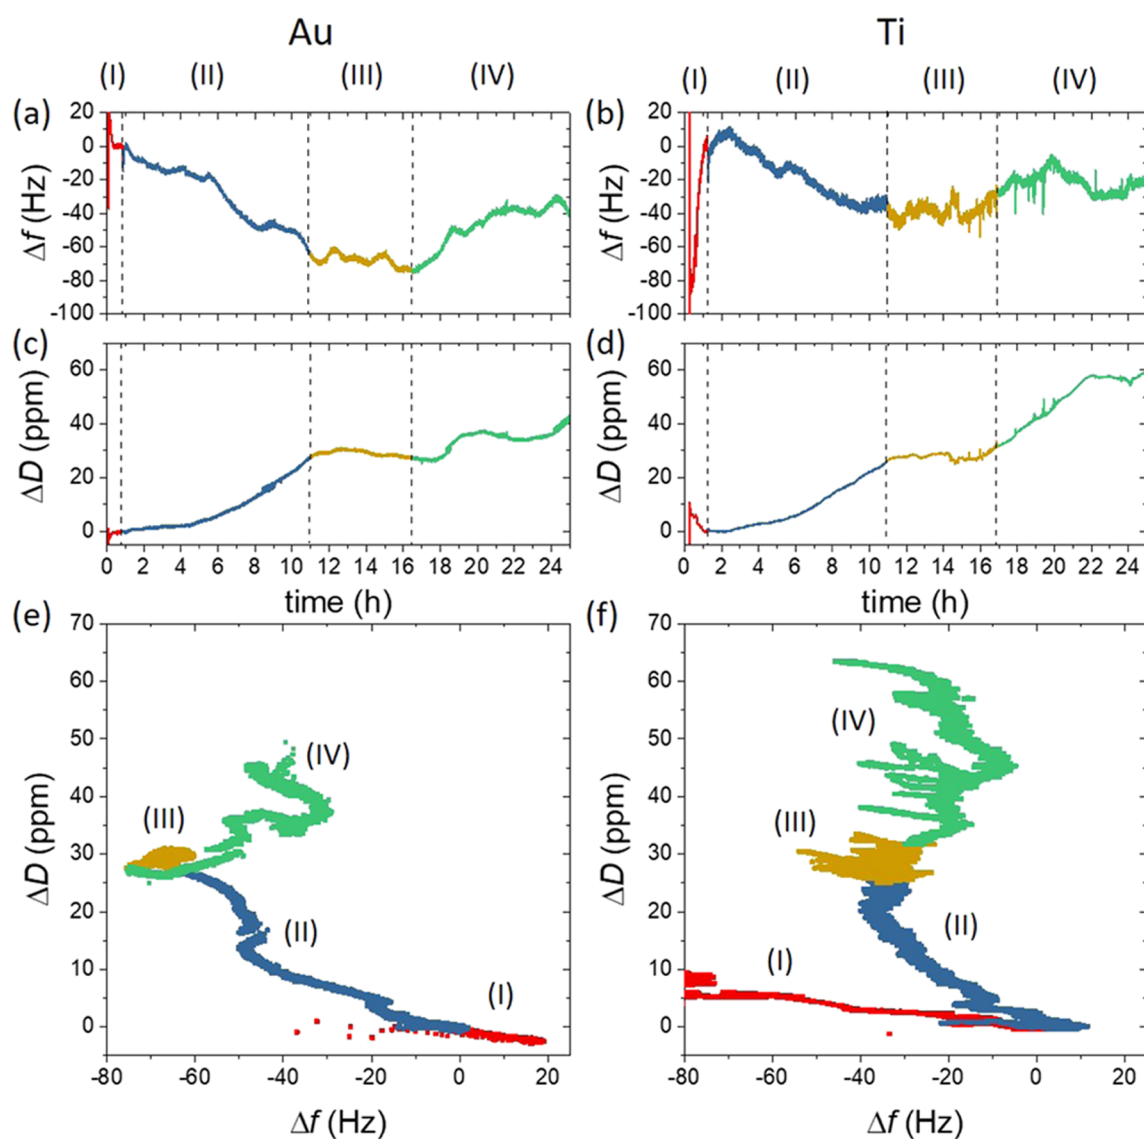 Au Ti
(I) (II) (III) (IV) (I) (II) (III) (IV)
(a) (b)
20 20
0 0
-20 -20
-40 -40
-60 -60
-80 -80
-100 -100
Δf (Hz) Δf (Hz)
(c) (d)
60 60
40 40
20 20
0 0
ΔD (ppm) ΔD (ppm)
0 2 4 6 8 10 12 14 16 18 20 22 24 0 2 4 6 8 10 12 14 16 18 20 22 24
time (h) time (h)
(e) (f)
70 70
60 60
50 50
40 40
30 30
20 20
10 10
0 0
ΔD (ppm) ΔD (ppm)
(IV) (IV)
(III) (III)
(II) (II)
(I) (I)
-80 -60 -40 -20 0 20 -80 -60 -40 -20 0 20
Δf (Hz) Δf (Hz)